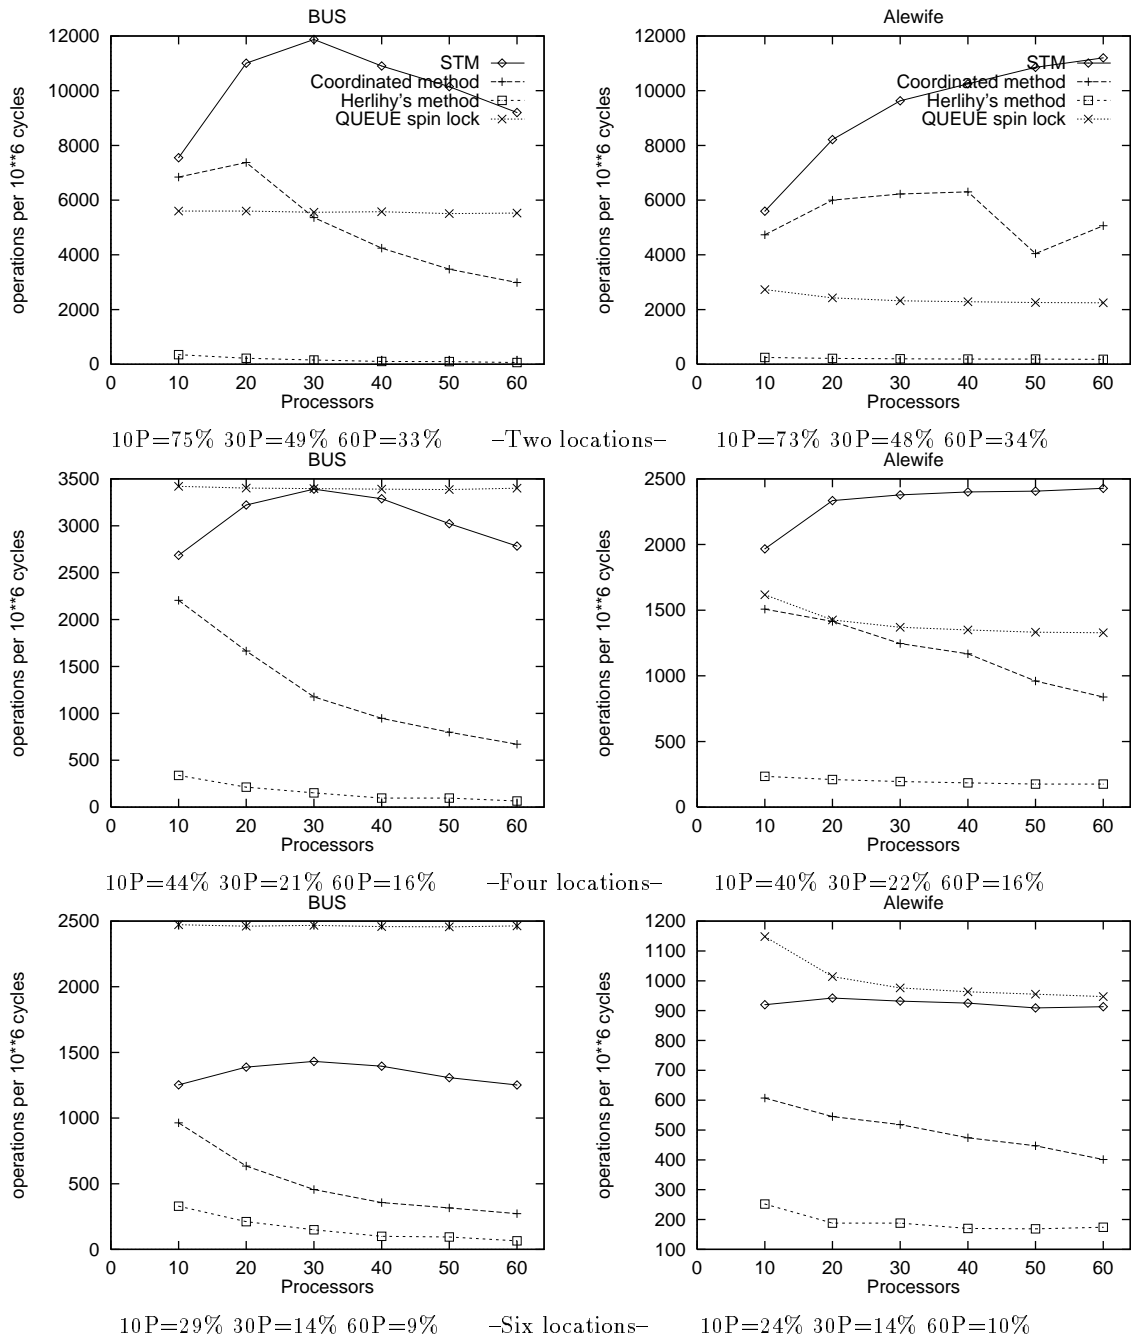 BUS
12000
10000
8000
6000
4000
2000
0
operations per 10**6 cycles
STM
Coordinated method
Herlihy's method
QUEUE spin lock
0 10 20 30 40 50 60
Processors
Alewife
12000
10000
8000
6000
4000
2000
0
operations per 10**6 cycles
STM
Coordinated method
Herlihy's method
QUEUE spin lock
0 10 20 30 40 50 60
Processors
10P=75% 30P=49% 60P=33% –Two locations– 10P=73% 30P=48% 60P=34%
BUS
3500
3000
2500
2000
1500
1000
500
0
operations per 10**6 cycles
0 10 20 30 40 50 60
Processors
Alewife
2500
2000
1500
1000
500
0
operations per 10**6 cycles
0 10 20 30 40 50 60
Processors
10P=44% 30P=21% 60P=16% –Four locations– 10P=40% 30P=22% 60P=16%
BUS
2500
2000
1500
1000
500
0
operations per 10**6 cycles
0 10 20 30 40 50 60
Processors
Alewife
1200
1100
1000
900
800
700
600
500
400
300
200
100
operations per 10**6 cycles
0 10 20 30 40 50 60
Processors
10P=29% 30P=14% 60P=9% –Six locations– 10P=24% 30P=14% 60P=10%